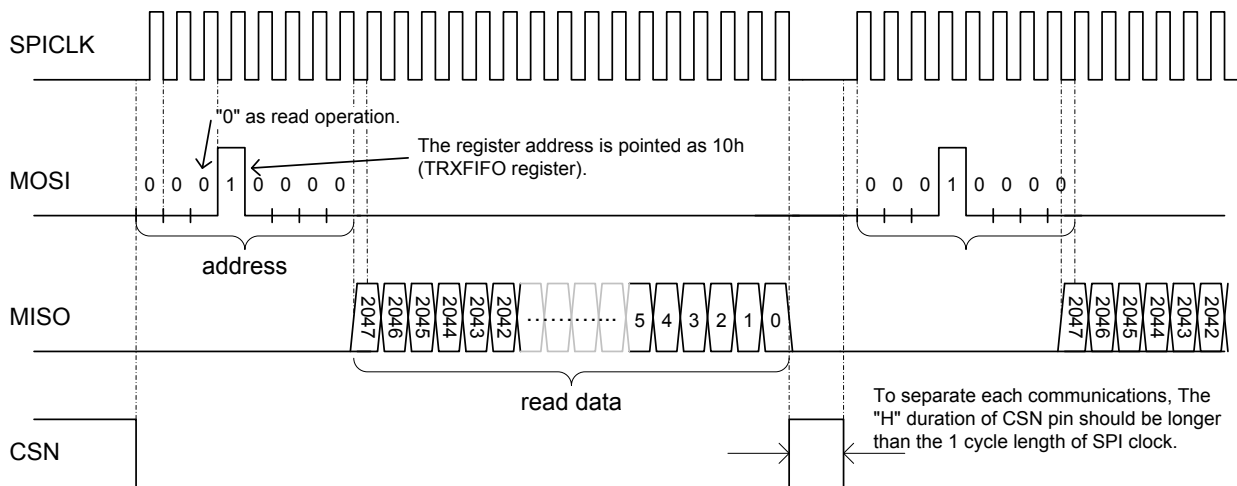 SPICLK
"0" as read operation.
The register address is pointed as 10h
(TRXFIFO register).
MOSI
0 0 0 1 0 0 0 0
0 0 0 1 0 0 0 0
address
MISO
2047 2046 2045 2044 2043 2042 ............. 5 4 3 2 1 0
2047 2046 2045 2044 2043 2042
read data
To separate each communications, The
"H" duration of CSN pin should be longer
than the 1 cycle length of SPI clock.
CSN